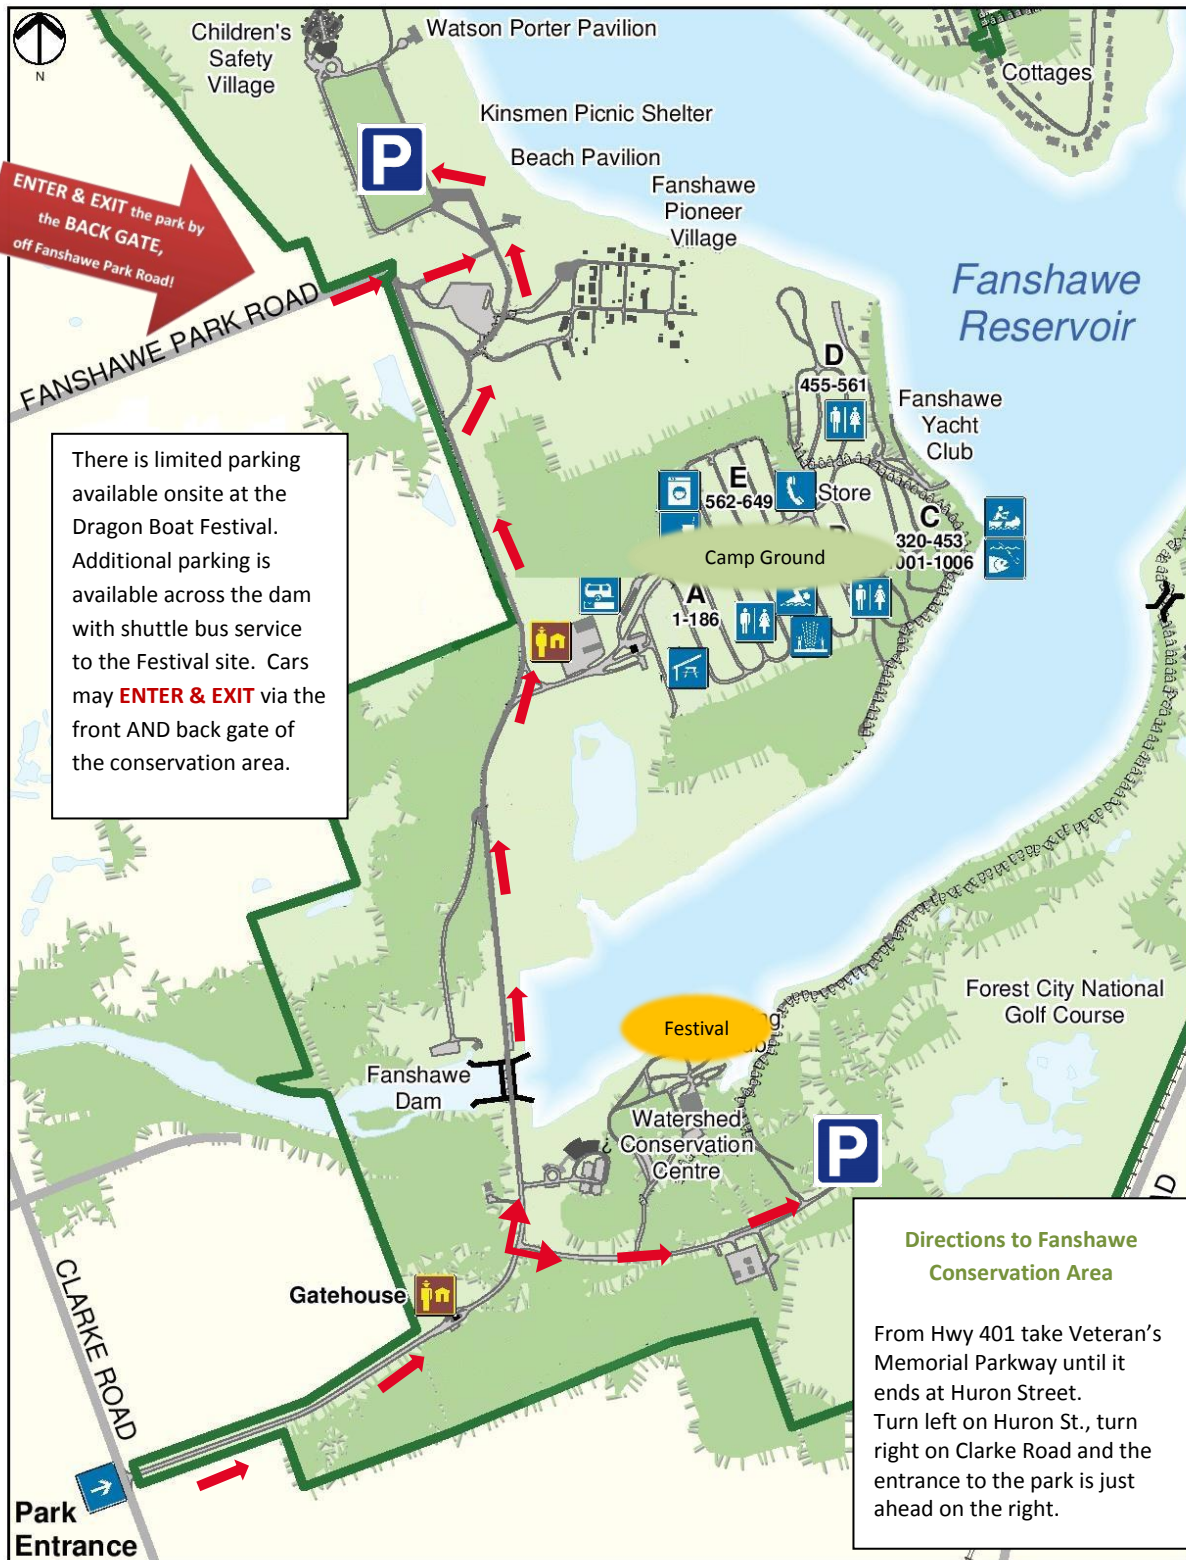 N
Children's
Safety
Village
Watson Porter Pavilion
Cottages
Kinsmen Picnic Shelter
P
Beach Pavilion
Fanshawe
Pioneer
Village
ENTER & EXIT the park by
the BACK GATE,
off Fanshawe Park Road!
FANSHAWE PARK ROAD
Fanshawe
Reservoir
D
455-561
Fanshawe
Yacht
Club
There is limited parking
available onsite at the
Dragon Boat Festival.
Additional parking is
available across the dam
with shuttle bus service
to the Festival site. Cars
may ENTER & EXIT via the
front AND back gate of
the conservation area.
E
562-649
Store
C
320-453
001-1006
Camp Ground
A
1-186
Forest City National
Golf Course
Festival
Fanshawe
Dam
Watershed
Conservation
Centre
P
Gatehouse
CLARKE ROAD
Park
Entrance
Directions to Fanshawe
Conservation Area
From Hwy 401 take Veteran's
Memorial Parkway until it
ends at Huron Street.
Turn left on Huron St., turn
right on Clarke Road and the
entrance to the park is just
ahead on the right.